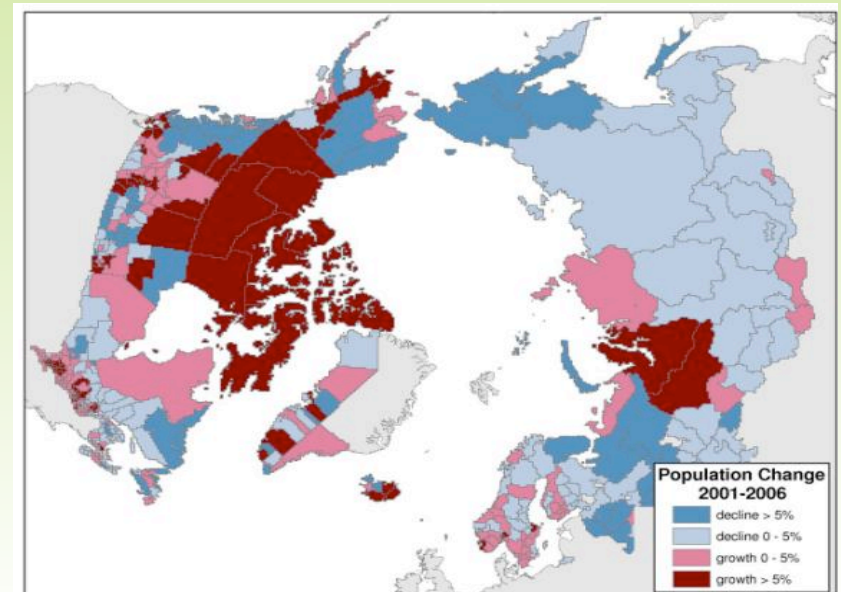 Population Change
2001-2006
decline > 5%
decline 0 - 5%
growth 0 - 5%
growth > 5%